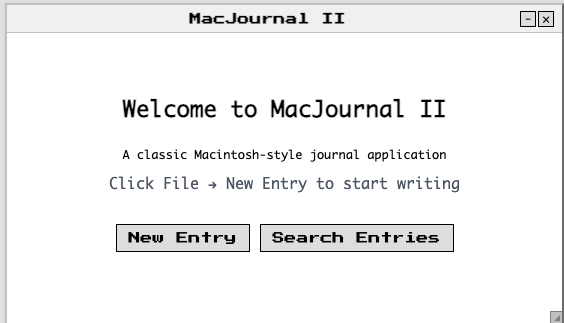 MacJournal II
Welcome to MacJournal II
A classic Macintosh-style journal application
Click File → New Entry to start writing
New Entry Search Entries